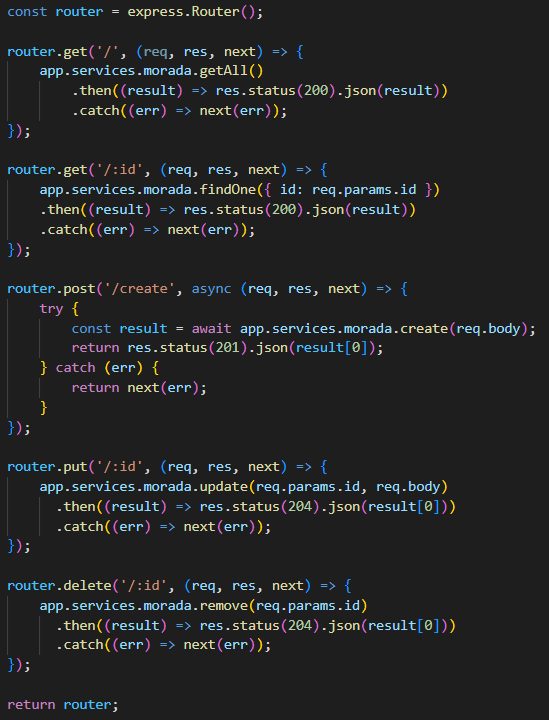 const router = express.Router();

router.get('/', (req, res, next) => {
    app.services.morada.getAll()
        .then((result) => res.status(200).json(result))
        .catch((err) => next(err));
});

router.get('/:id', (req, res, next) => {
    app.services.morada.findOne({ id: req.params.id })
    .then((result) => res.status(200).json(result))
    .catch((err) => next(err));
});

router.post('/create', async (req, res, next) => {
    try {
        const result = await app.services.morada.create(req.body);
        return res.status(201).json(result[0]);
    } catch (err) {
        return next(err);
    }
});

router.put('/:id', (req, res, next) => {
    app.services.morada.update(req.params.id, req.body)
      .then((result) => res.status(204).json(result[0]))
      .catch((err) => next(err));
});

router.delete('/:id', (req, res, next) => {
    app.services.morada.remove(req.params.id)
      .then((result) => res.status(204).json(result[0]))
      .catch((err) => next(err));
});

return router;